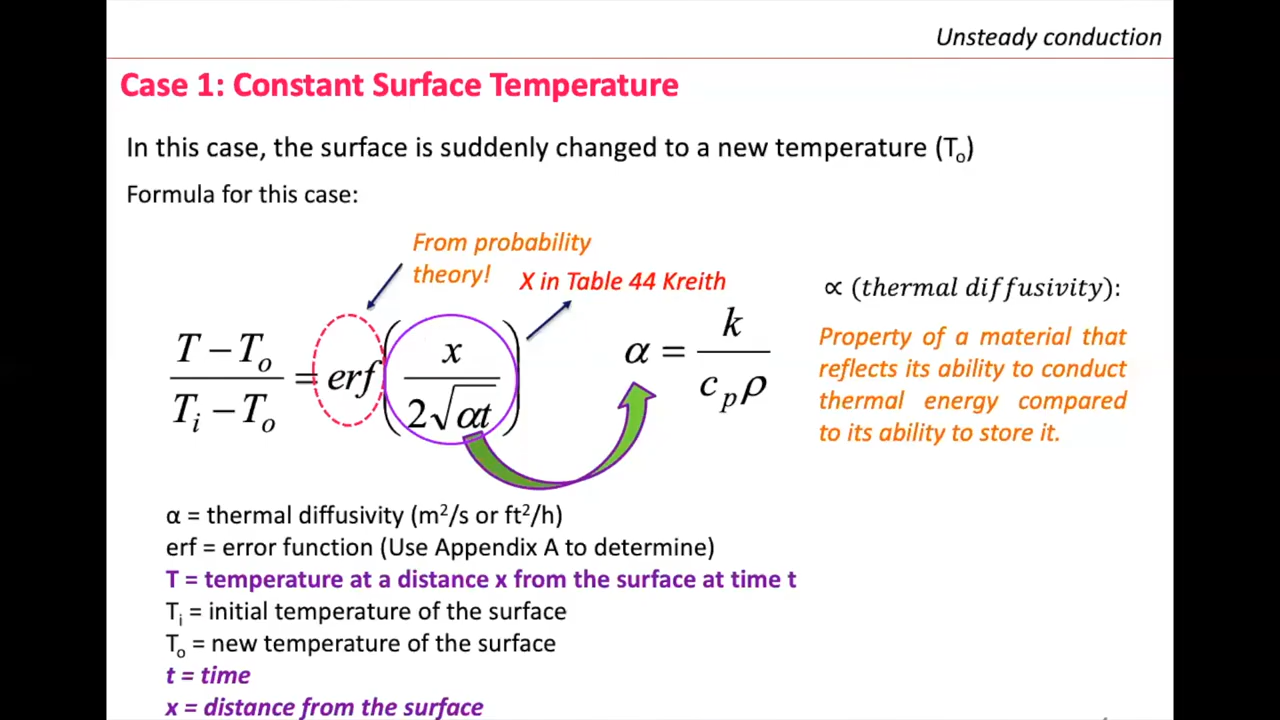 Unsteady conduction
Case 1: Constant Surface Temperature
In this case, the surface is suddenly changed to a new temperature (Tₒ)
Formula for this case:
From probability
theory!
X in Table 44 Kreith
(T − Tₒ) / (Tᵢ − Tₒ) = erf( x / (2√αt) )
α = k / (cₚρ)
∝ (thermal diffusivity):
Property of a material that
reflects its ability to conduct
thermal energy compared
to its ability to store it.
α = thermal diffusivity (m²/s or ft²/h)
erf = error function (Use Appendix A to determine)
T = temperature at a distance x from the surface at time t
Tᵢ = initial temperature of the surface
Tₒ = new temperature of the surface
t = time
x = distance from the surface